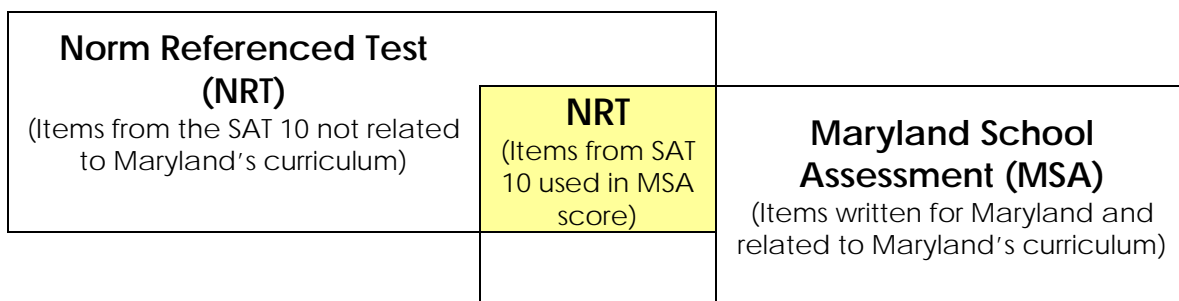 Norm Referenced Test
(NRT)
(Items from the SAT 10 not related
to Maryland’s curriculum)
NRT
(Items from SAT
10 used in MSA
score)
Maryland School
Assessment (MSA)
(Items written for Maryland and
related to Maryland’s curriculum)